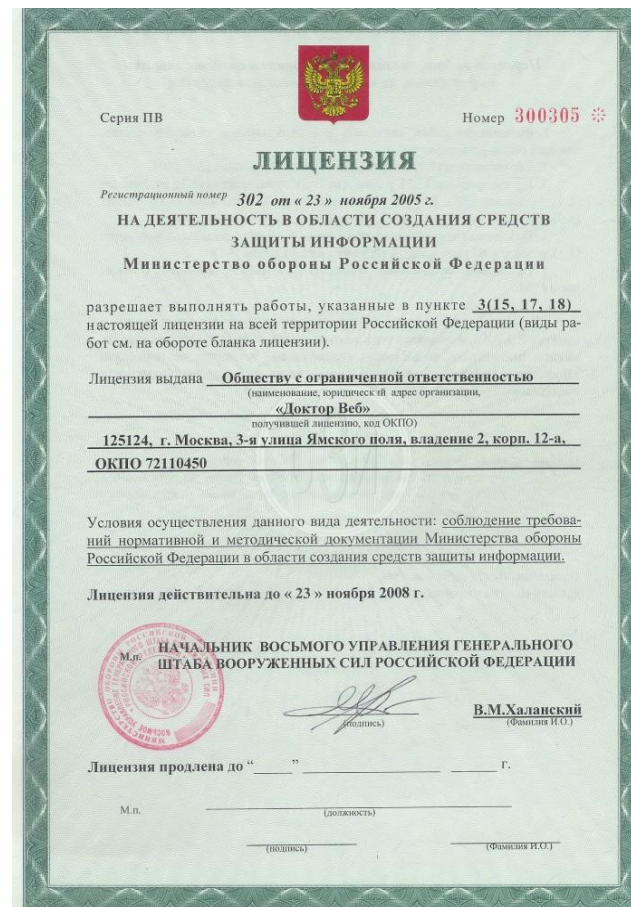 Серия ПВ
Номер 300305
ЛИЦЕНЗИЯ
Регистрационный номер 302 от « 23 » ноября 2005 г.
НА ДЕЯТЕЛЬНОСТЬ В ОБЛАСТИ СОЗДАНИЯ СРЕДСТВ
ЗАЩИТЫ ИНФОРМАЦИИ
Министерство обороны Российской Федерации
разрешает выполнять работы, указанные в пункте 3(15, 17, 18)
настоящей лицензии на всей территории Российской Федерации (виды ра-
бот см. на обороте бланка лицензии).
Лицензия выдана Обществу с ограниченной ответственностью
(наименование, юридический адрес организации,
«Доктор Веб»
получившей лицензию, код ОКПО)
125124, г. Москва, 3-я улица Ямского поля, владение 2, корп. 12-а,
ОКПО 72110450
Условия осуществления данного вида деятельности: соблюдение требова-
ний нормативной и методической документации Министерства обороны
Российской Федерации в области создания средств защиты информации.
Лицензия действительна до « 23 » ноября 2008 г.
М.п. НАЧАЛЬНИК ВОСЬМОГО УПРАВЛЕНИЯ ГЕНЕРАЛЬНОГО
ШТАБА ВООРУЖЕННЫХ СИЛ РОССИЙСКОЙ ФЕДЕРАЦИИ
В.М.Халанский
(подпись) (Фамилия И.О.)
Лицензия продлена до “ ” г.
М.п.
(должность)
(подпись) (Фамилия И.О.)